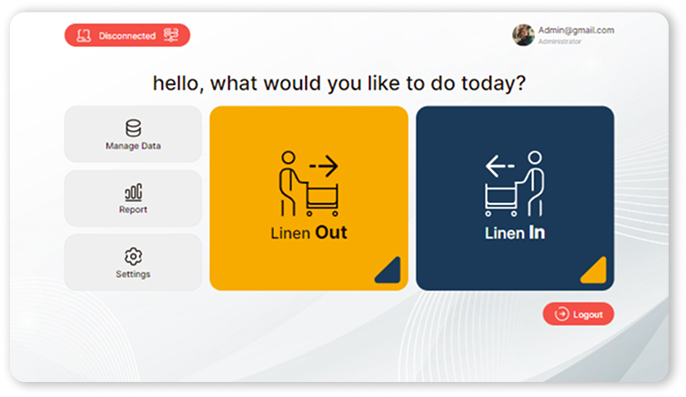 Disconnected
Admin@gmail.com
Administrator
hello, what would you like to do today?
Manage Data
Report
Settings
Linen Out
Linen In
Logout